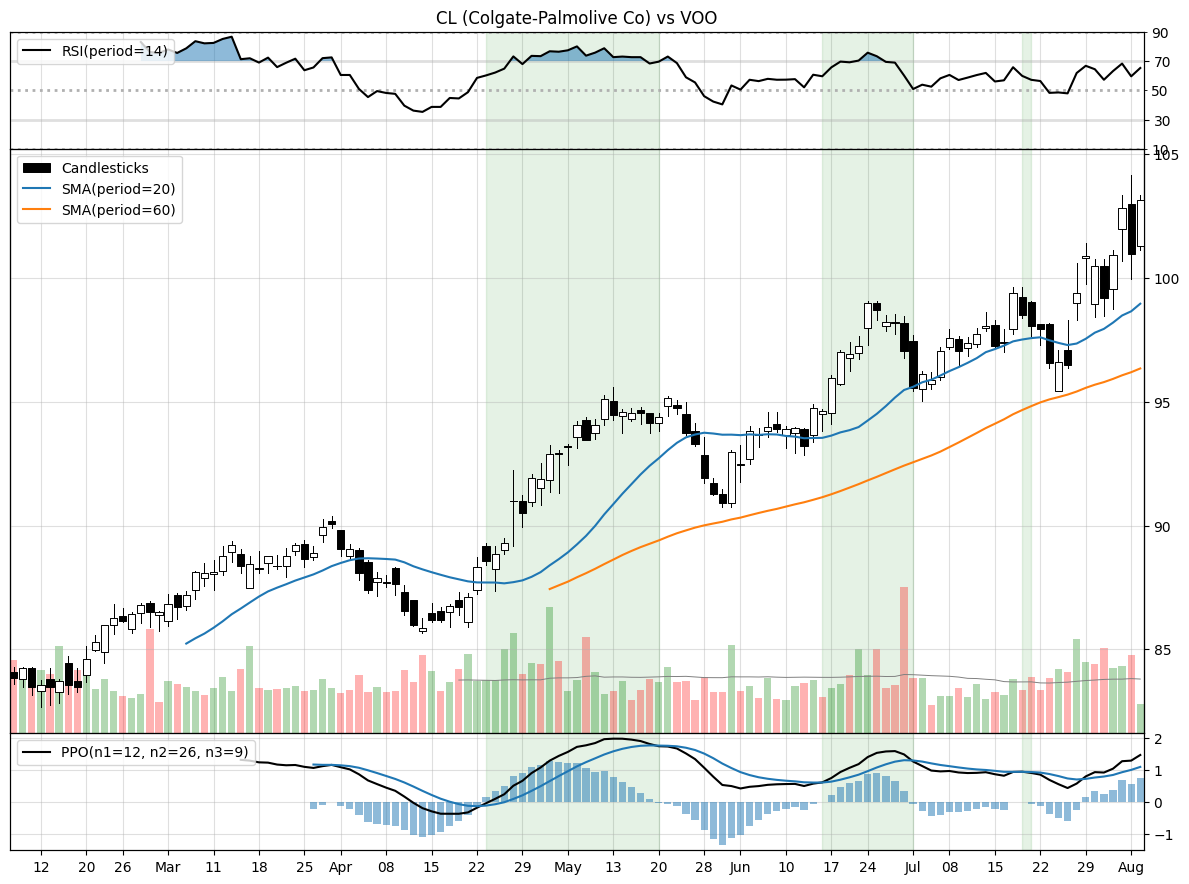 CL (Colgate-Palmolive Co) vs VOO
RSI(period=14)
90
70
50
30
10
Candlesticks
SMA(period=20)
SMA(period=60)
105
100
95
90
85
PPO(n1=12, n2=26, n3=9)
2
1
0
−1
12 20 26 Mar 11 18 25 Apr 08 15 22 29 May 13 20 28 Jun 10 17 24 Jul 08 15 22 29 Aug